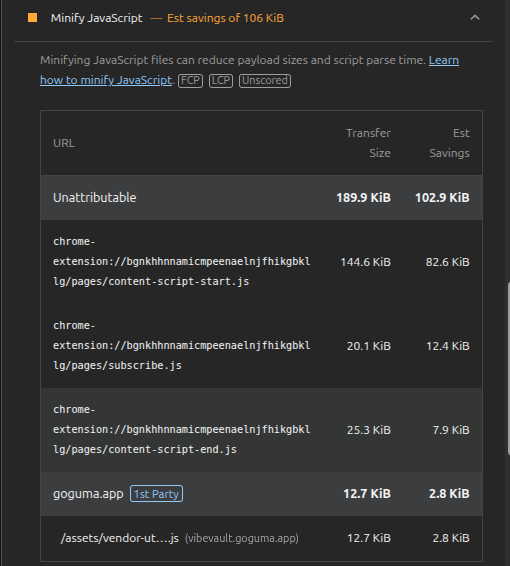 Minify JavaScript — Est savings of 106 KiB
Minifying JavaScript files can reduce payload sizes and script parse time. Learn
how to minify JavaScript. FCP LCP Unscored
URL Transfer Size Est Savings
Unattributable 189.9 KiB 102.9 KiB
chrome-
extension://bgnkhhnnamicmpeenaelnjfhikgbkl
lg/pages/content-script-start.js 144.6 KiB 82.6 KiB
chrome-
extension://bgnkhhnnamicmpeenaelnjfhikgbkl
lg/pages/subscribe.js 20.1 KiB 12.4 KiB
chrome-
extension://bgnkhhnnamicmpeenaelnjfhikgbkl
lg/pages/content-script-end.js 25.3 KiB 7.9 KiB
goguma.app 1st Party 12.7 KiB 2.8 KiB
/assets/vendor-ut….js (vibevault.goguma.app) 12.7 KiB 2.8 KiB